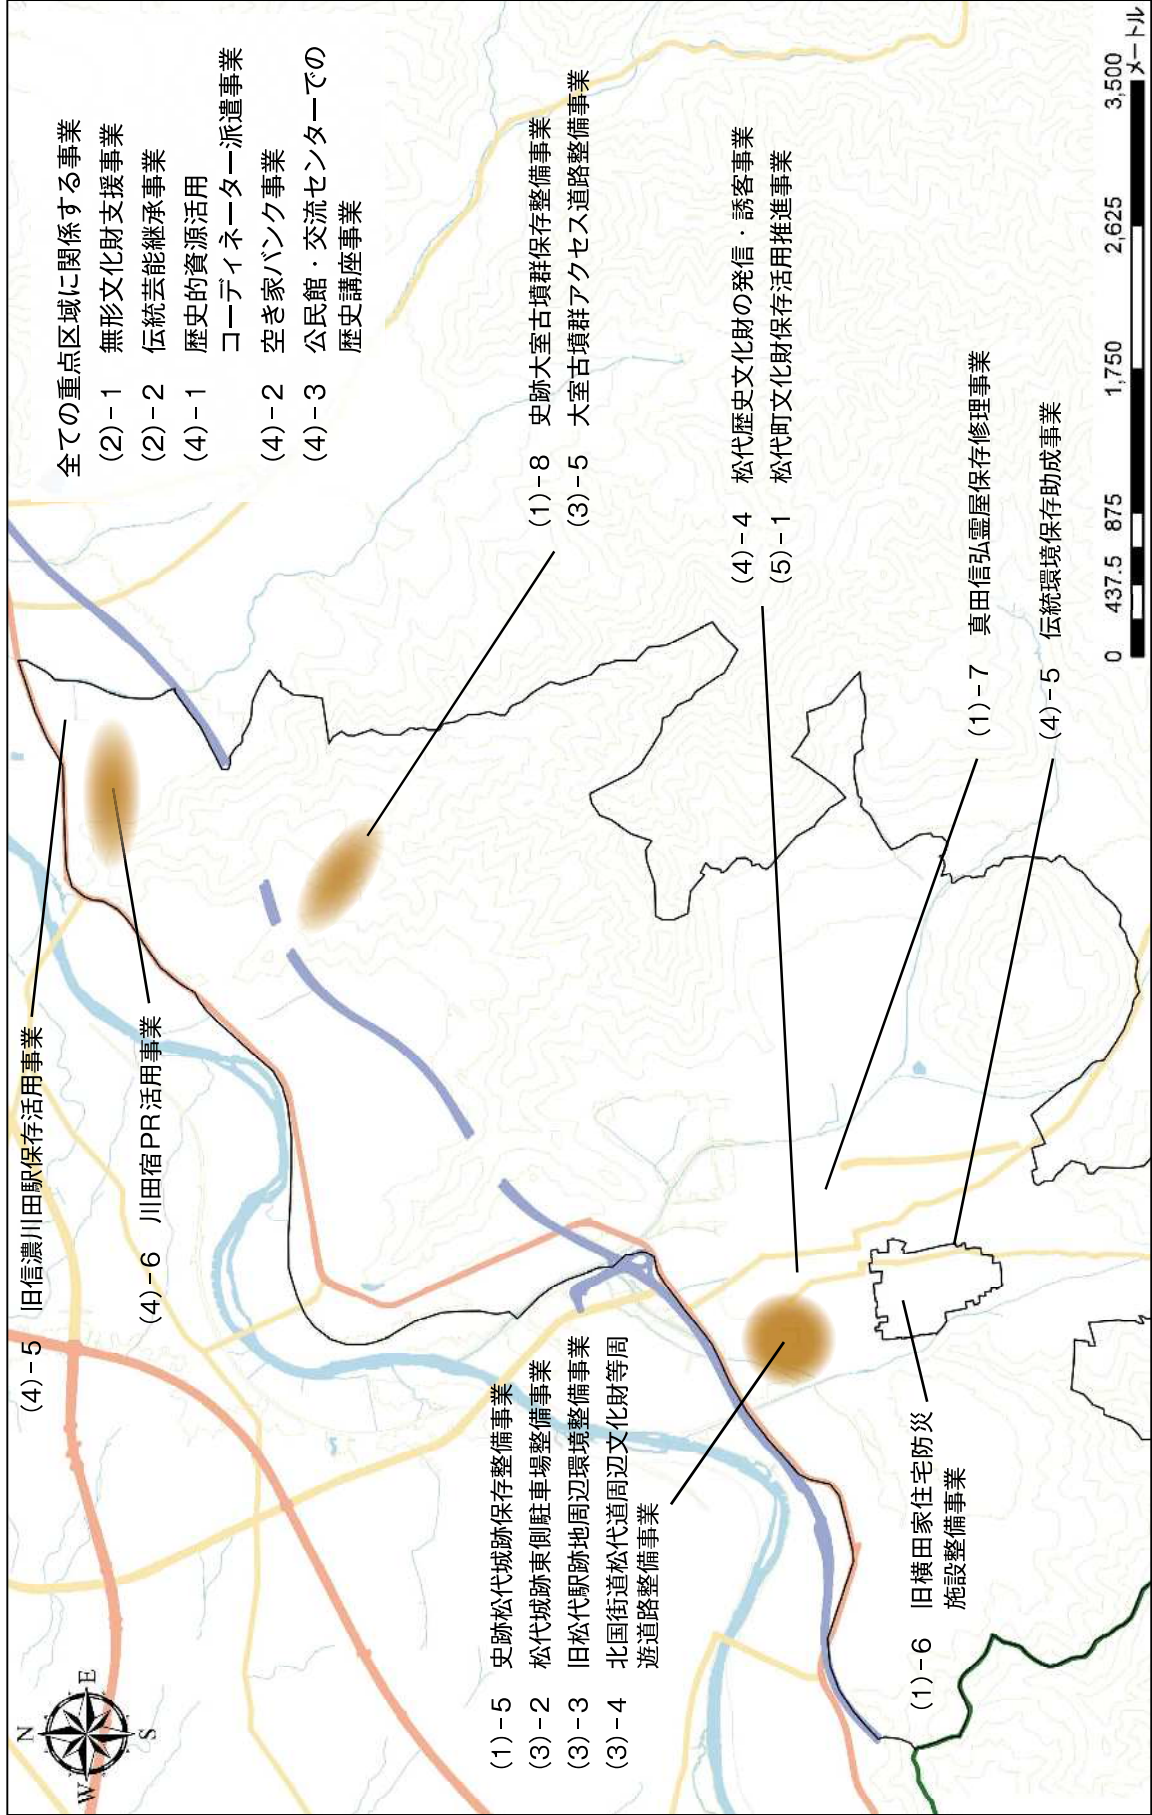 全ての重点区域に関係する事業
(2)-1 無形文化財支援事業
(2)-2 伝統芸能継承事業
(4)-1 歴史的資源活用
コーディネーター派遣事業
(4)-2 空き家バンク事業
(4)-3 公民館・交流センターでの
歴史講座事業
(4)-5 旧信濃川田駅保存活用事業
(4)-6 川田宿PR活用事業
(1)-8 史跡大室古墳群保存整備事業
(3)-5 大室古墳群アクセス道路整備事業
(4)-4 松代歴史文化財の発信・誘客事業
(5)-1 松代町文化財保存活用推進事業
(1)-7 真田信弘霊屋保存修理事業
(4)-5 伝統環境保存助成事業
(1)-5 史跡松代城跡保存整備事業
(3)-2 松代城跡東側駐車場整備事業
(3)-3 旧松代駅跡地周辺環境整備事業
(3)-4 北国街道松代道周辺文化財等周
遊道路整備事業
(1)-6 旧横田家住宅防災
施設整備事業
N
W
E
S
0 437.5 875 1,750 2,625 3,500
メートル